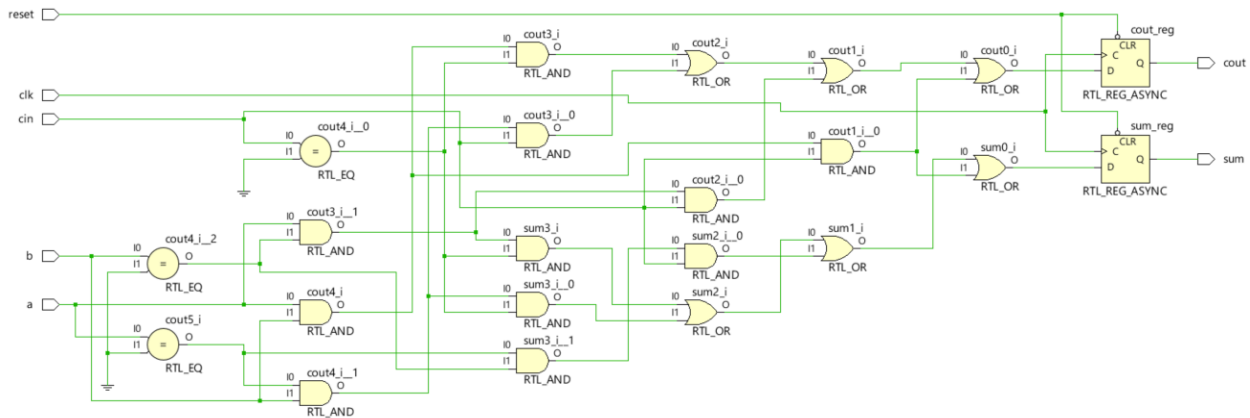 reset
clk
cin
b
a
cout4_i__0
I0
I1
O
=
RTL_EQ
cout4_i__2
I0
I1
O
=
RTL_EQ
cout5_i
I0
I1
O
=
RTL_EQ
cout3_i__1
I0
I1
O
RTL_AND
cout4_i
I0
I1
O
RTL_AND
cout4_i__1
I0
I1
O
RTL_AND
cout3_i
I0
I1
O
RTL_AND
cout3_i__0
I0
I1
O
RTL_AND
sum3_i
I0
I1
O
RTL_AND
sum3_i__0
I0
I1
O
RTL_AND
sum3_i__1
I0
I1
O
RTL_AND
cout2_i
I0
I1
O
RTL_OR
cout2_i__0
I0
I1
O
RTL_AND
sum2_i__0
I0
I1
O
RTL_AND
sum2_i
I0
I1
O
RTL_OR
cout1_i
I0
I1
O
RTL_OR
cout1_i__0
I0
I1
O
RTL_AND
sum1_i
I0
I1
O
RTL_OR
cout0_i
I0
I1
O
RTL_OR
sum0_i
I0
I1
O
RTL_OR
cout_reg
CLR
C
D
Q
RTL_REG_ASYNC
sum_reg
CLR
C
D
Q
RTL_REG_ASYNC
cout
sum